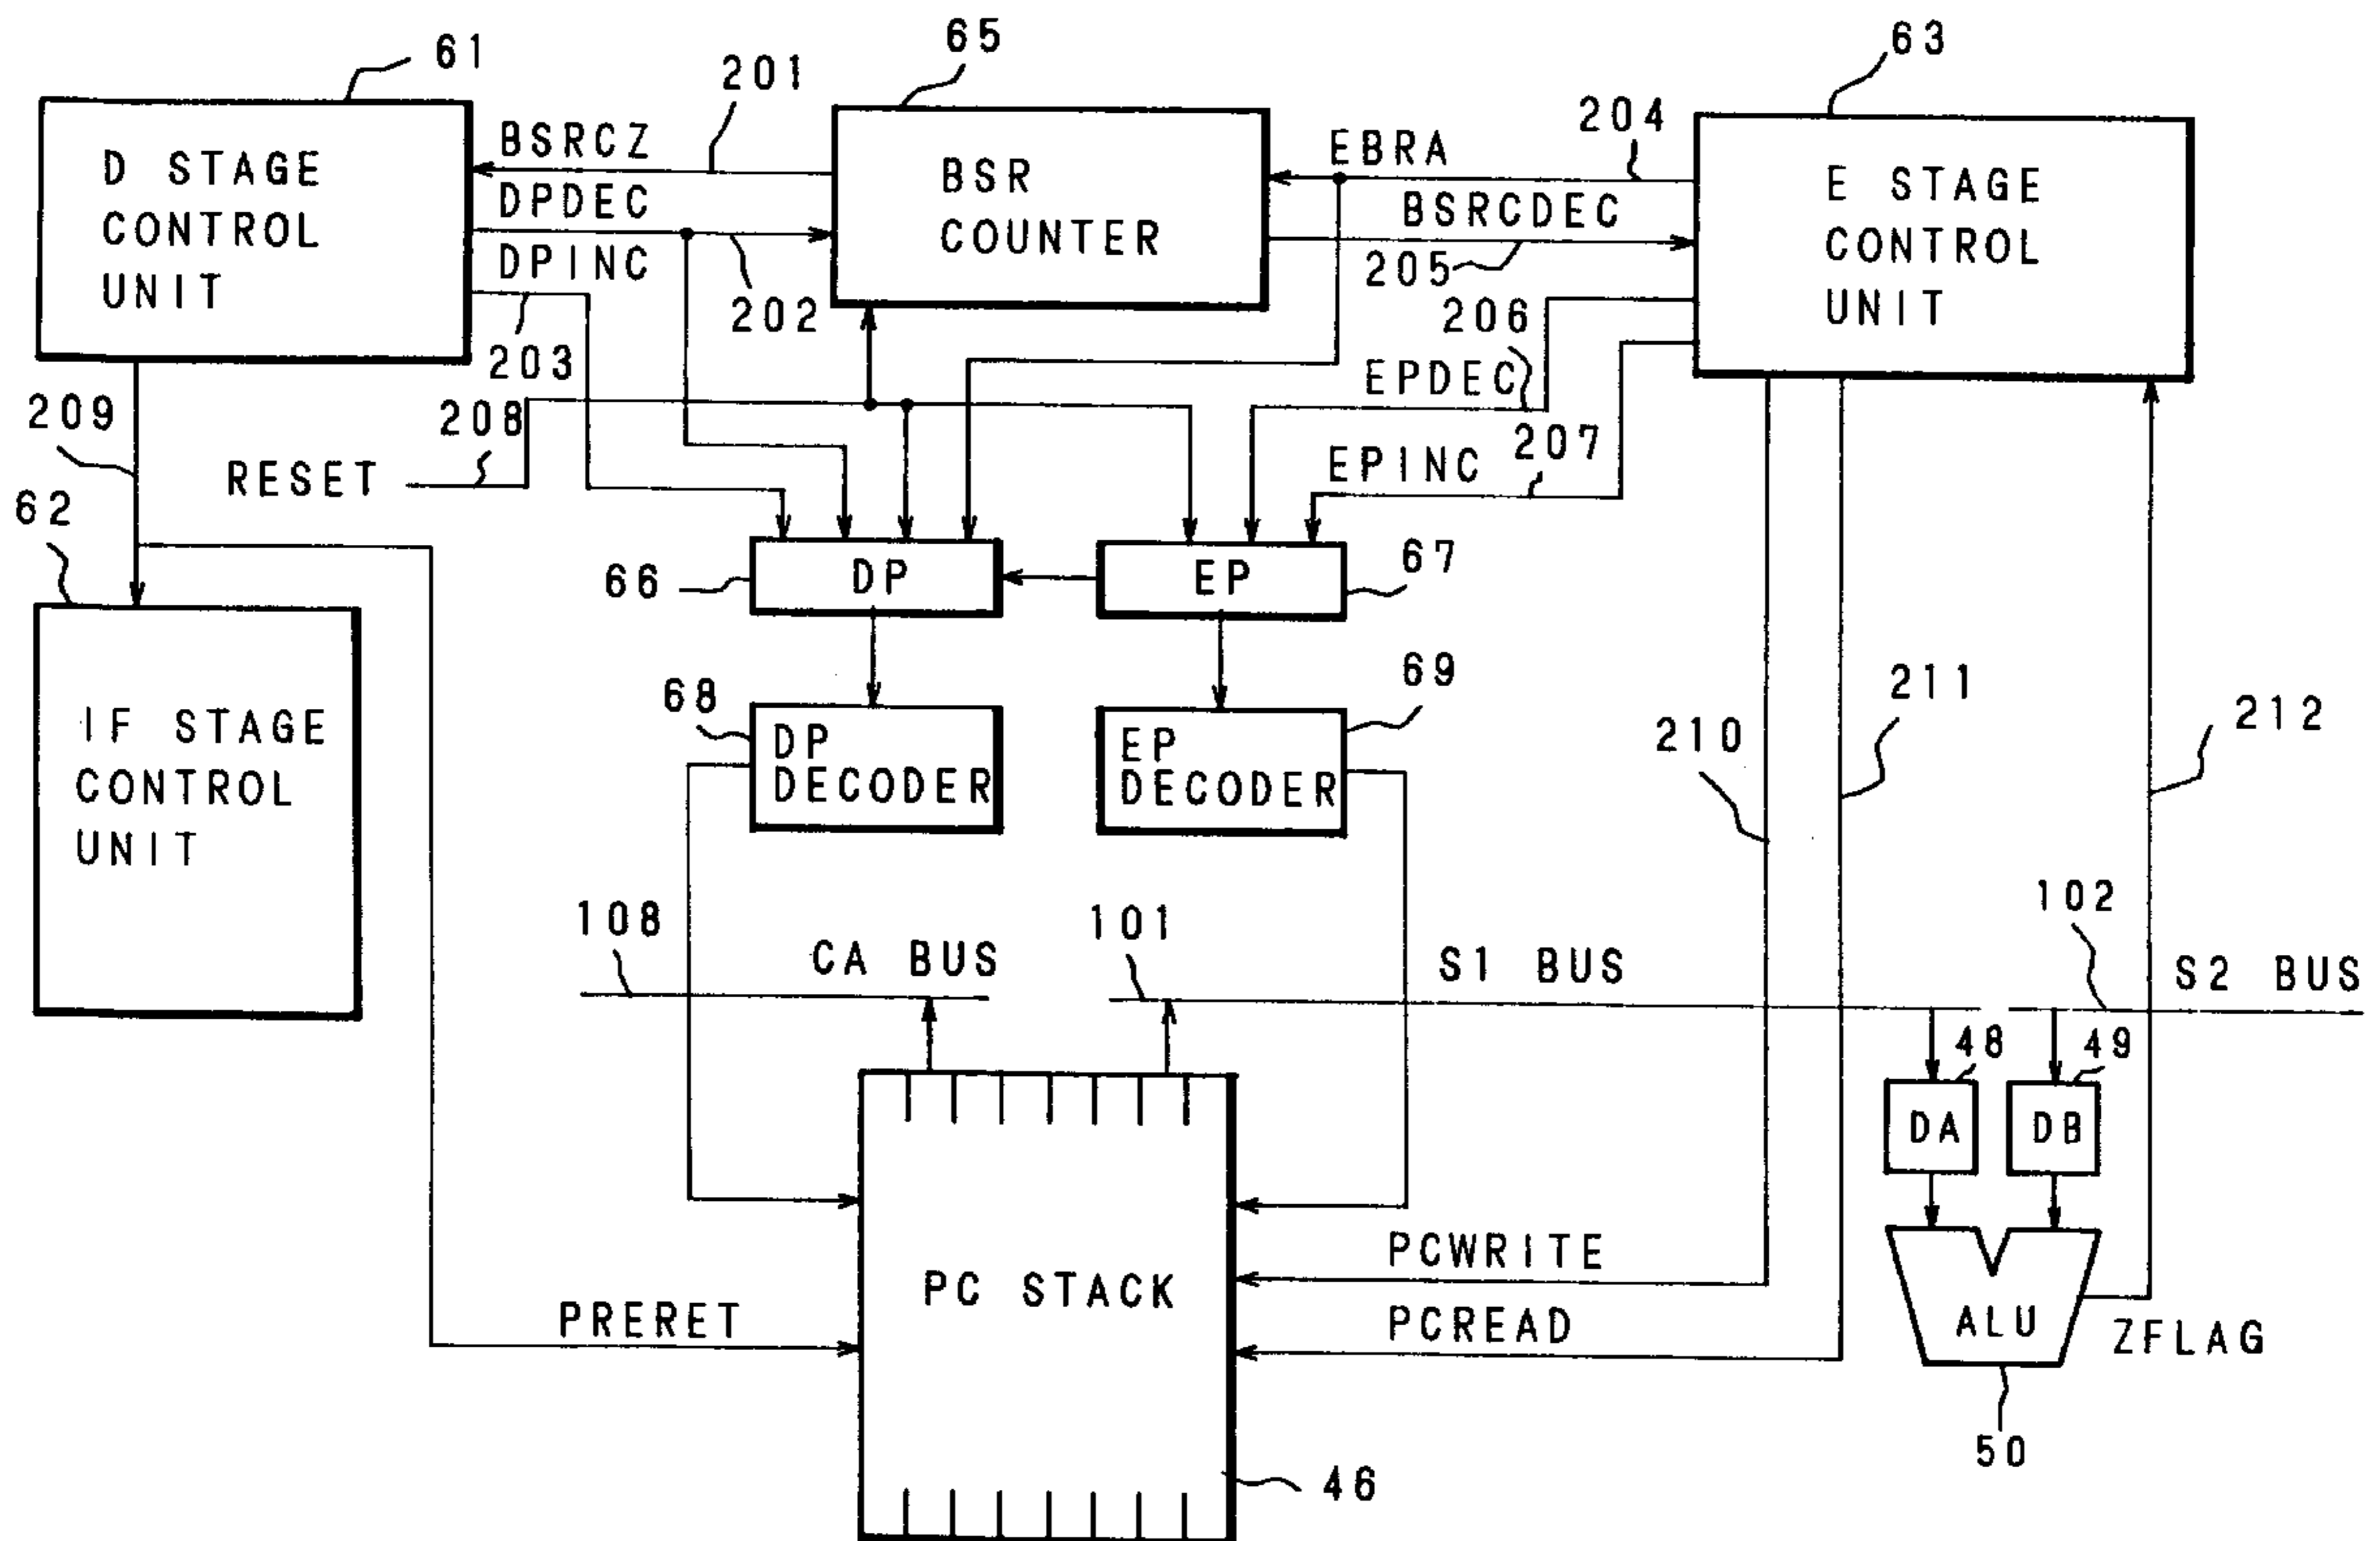 61
65
63
201
204
BSRCZ
EBRA
D STAGE
CONTROL
UNIT
DPDEC
DPINC
BSR
COUNTER
BSRCDEC
E STAGE
CONTROL
UNIT
202
205
203
206
209
208
EPDEC
207
RESET
EPINC
62
66
DP
EP
67
68
69
211
210
212
IF STAGE
CONTROL
UNIT
DP
DECODER
EP
DECODER
108
CA BUS
101
S1 BUS
102
S2 BUS
48
49
DA
DB
PC STACK
PCWRITE
PRERET
PCREAD
ALU
ZFLAG
50
46